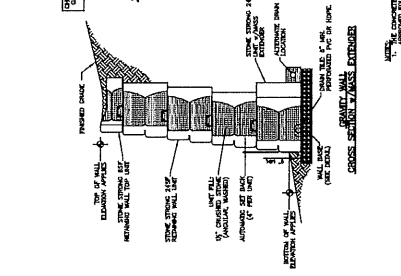 FINISHED GRADE
TOP OF WALL
ELEVATION APPLIES
STONE STRONG 6SF
RETAINING WALL TOP UNIT
STONE STRONG 24SF
RETAINING WALL UNIT
UNIT FILL:
CRUSHED STONE
(ANGULAR, WASHED)
AUTOMATIC SET BACK
(4" PER UNIT)
BOTTOM OF WALL
ELEVATION APPLIES
WALL BASE
(SEE DETAIL)
STONE STRONG 24
UNIT w/MASS
EXTENDER
ALTERNATE DRAIN
LOCATION
DRAIN TILE: 6" MIN.
PERFORATED PVC OR HDPE.
GRAVITY WALL
CROSS SECTION w/MASS EXTENDER
NOTES:
1. THE CONCRETE